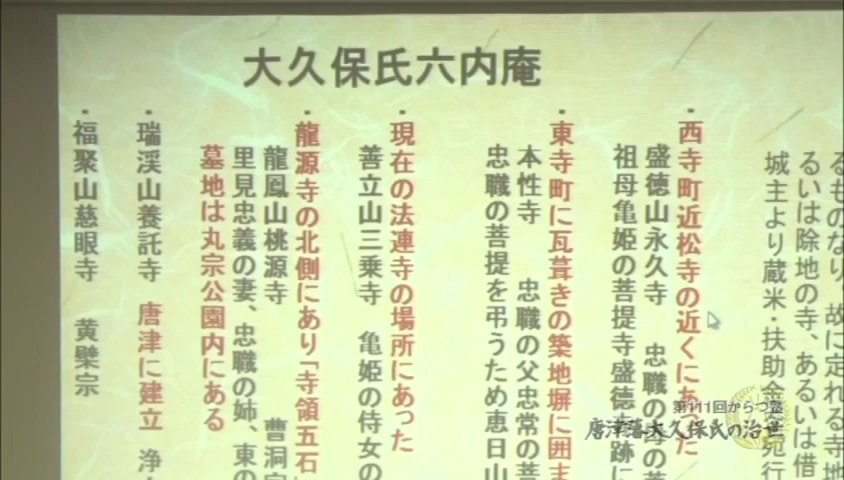 大久保氏六内庵
るものなり、故に定れる寺地
るいは除地の寺、あるいは借
城主より蔵米・扶助金
宛行
・西寺町近松寺の近くにあった
盛徳山永久寺 忠職の
の菩
祖母亀姫の菩提寺盛徳
跡に
・東寺町に瓦葺きの築地塀に囲ま
本性寺 忠職の父忠常の菩
忠職の菩提を弔うため恵日山
・現在の法連寺の場所にあった
善立山三乗寺 亀姫の侍女の
・龍源寺の北側にあり「寺領五石」
龍鳳山桃源寺 曹洞宗
里見忠義の妻、忠職の姉、東の
墓地は丸宗公園内にある
・瑞渓山養託寺 唐津に建立 浄
・福聚山慈眼寺 黄檗宗
第111回からつ塾
唐津藩大久保氏の治世